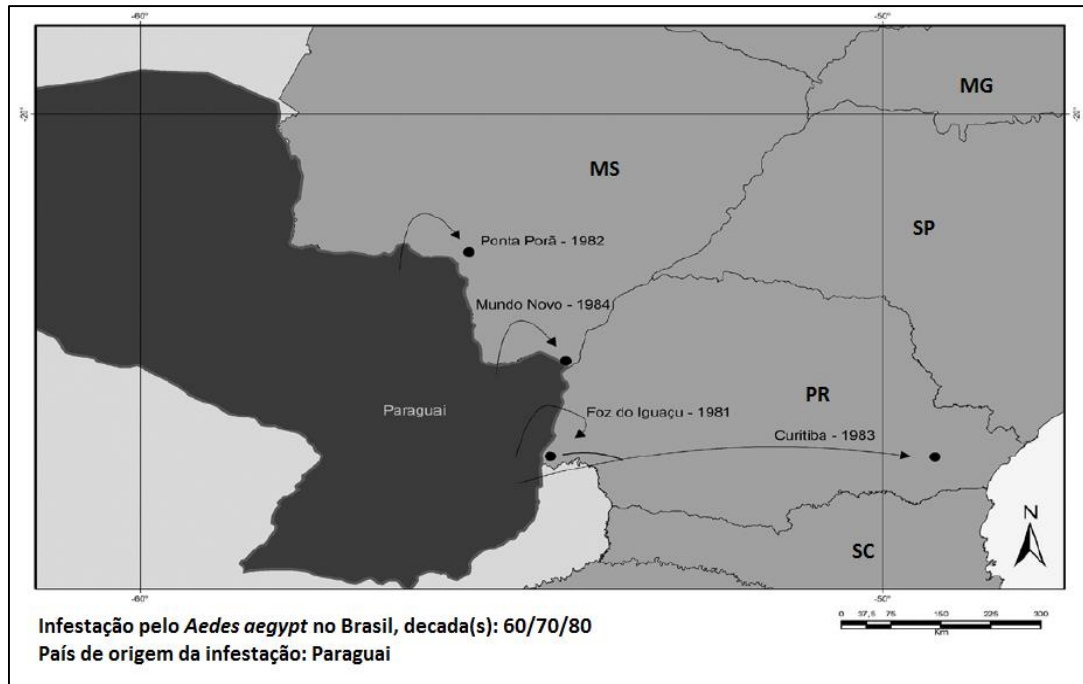 -60°
-50°
MG
-20°
-20°
MS
SP
Ponta Porã - 1982
Mundo Novo - 1984
Paraguai
PR
Foz do Iguaçu - 1981
Curitiba - 1983
N
SC
-60°
-50°
0 37,5 75 150 225 300
Km
Infestação pelo Aedes aegypt no Brasil, decada(s): 60/70/80
País de origem da infestação: Paraguai